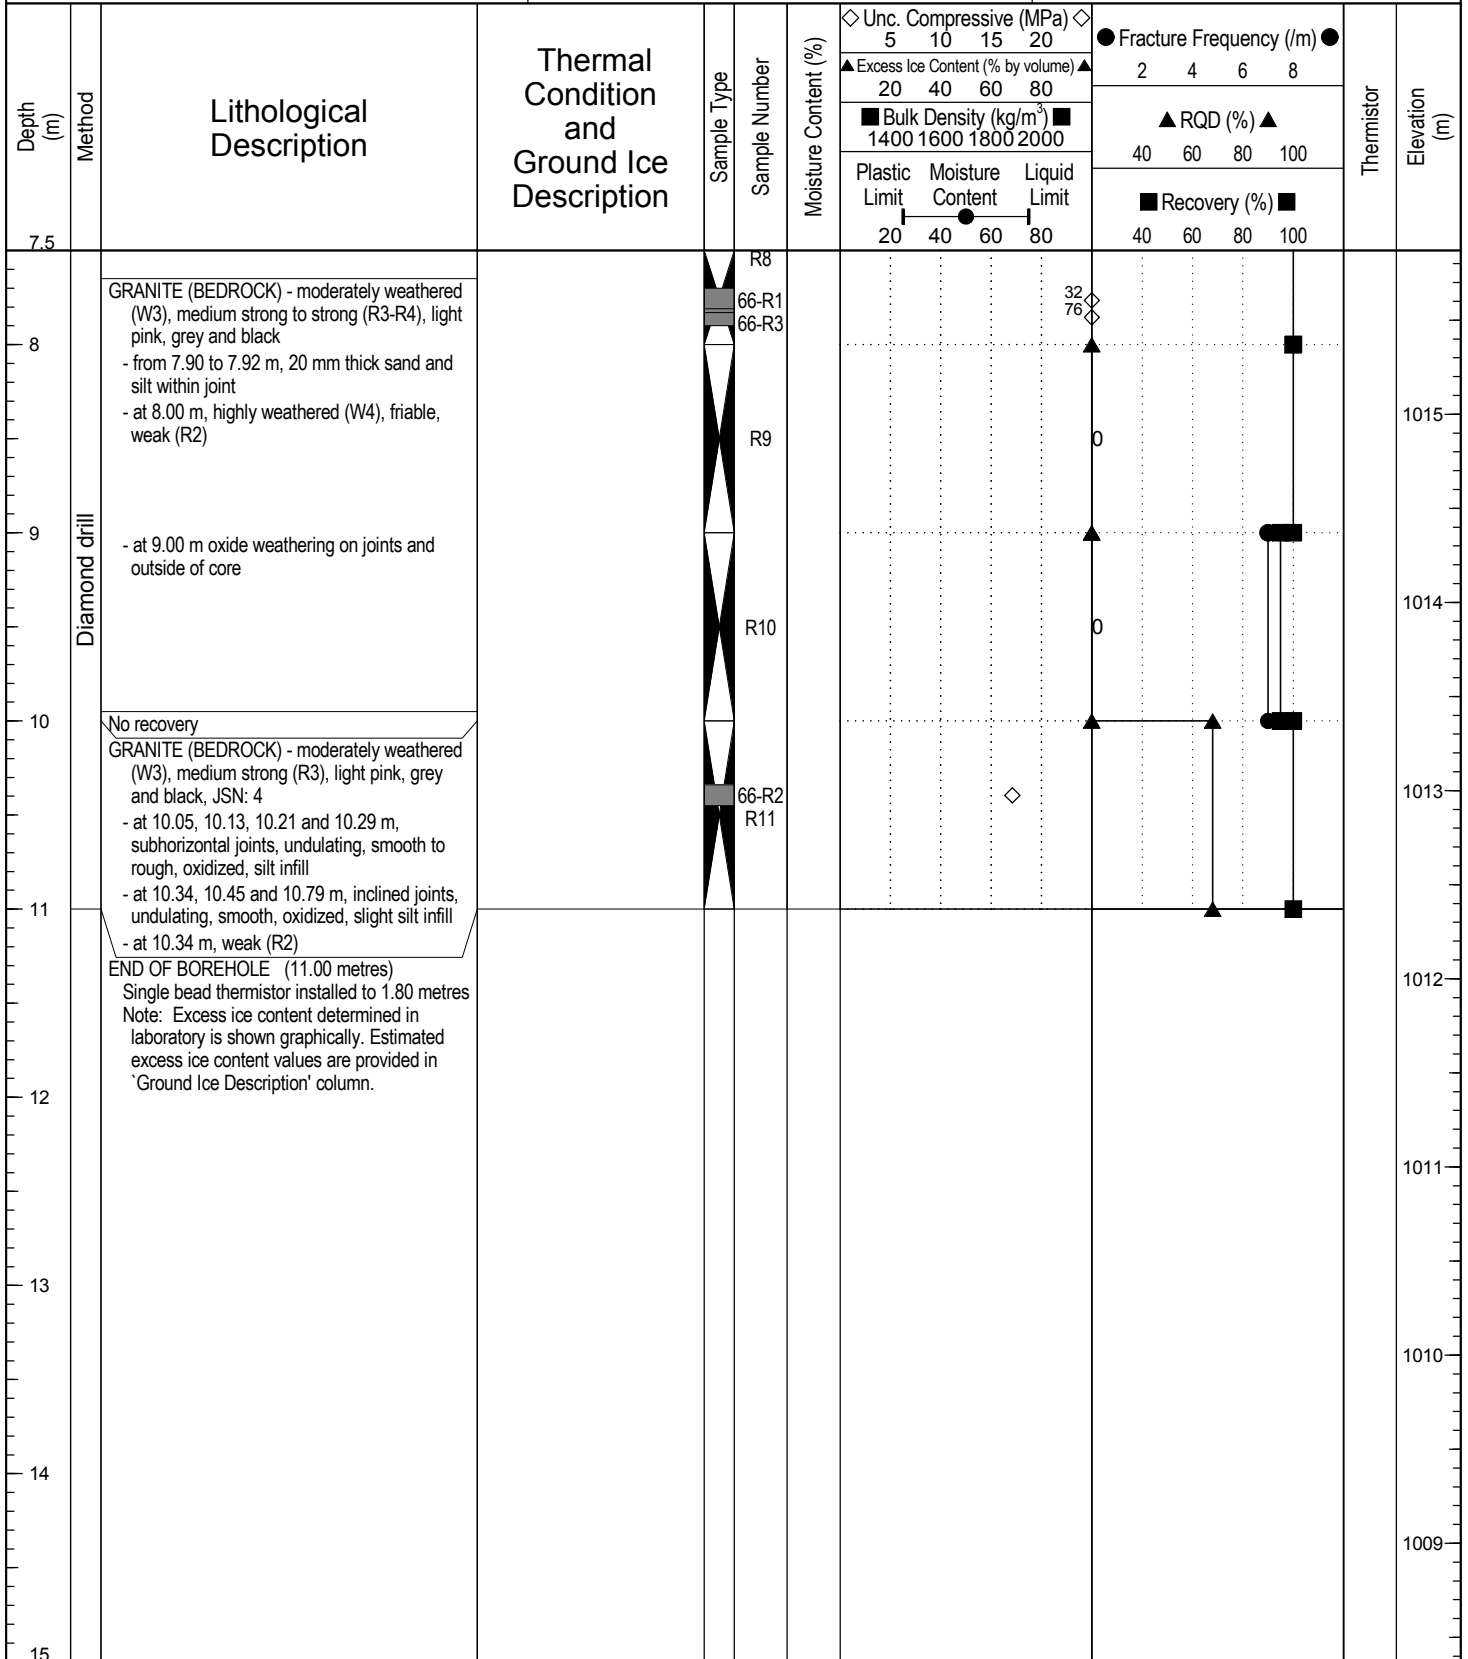 Depth
(m)
Method
Lithological
Description
Thermal
Condition
and
Ground Ice
Description
Sample Type
Sample Number
Moisture Content (%)
Unc. Compressive (MPa)
5 10 15 20
Excess Ice Content (% by volume)
20 40 60 80
Bulk Density (kg/m³)
1400 1600 1800 2000
Plastic Moisture Liquid
Limit Content Limit
20 40 60 80
Fracture Frequency (/m)
2 4 6 8
RQD (%)
40 60 80 100
Recovery (%)
40 60 80 100
Thermistor
Elevation
(m)
7.5
8
9
10
11
12
13
14
15
Diamond drill
GRANITE (BEDROCK) - moderately weathered
(W3), medium strong to strong (R3-R4), light
pink, grey and black
- from 7.90 to 7.92 m, 20 mm thick sand and
silt within joint
- at 8.00 m, highly weathered (W4), friable,
weak (R2)
- at 9.00 m oxide weathering on joints and
outside of core
No recovery
GRANITE (BEDROCK) - moderately weathered
(W3), medium strong (R3), light pink, grey
and black, JSN: 4
- at 10.05, 10.13, 10.21 and 10.29 m,
subhorizontal joints, undulating, smooth to
rough, oxidized, silt infill
- at 10.34, 10.45 and 10.79 m, inclined joints,
undulating, smooth, oxidized, slight silt infill
- at 10.34 m, weak (R2)
END OF BOREHOLE (11.00 metres)
Single bead thermistor installed to 1.80 metres
Note: Excess ice content determined in
laboratory is shown graphically. Estimated
excess ice content values are provided in
`Ground Ice Description' column.
R8
66-R1
66-R3
R9
R10
66-R2
R11
32
76
0
0
1015
1014
1013
1012
1011
1010
1009